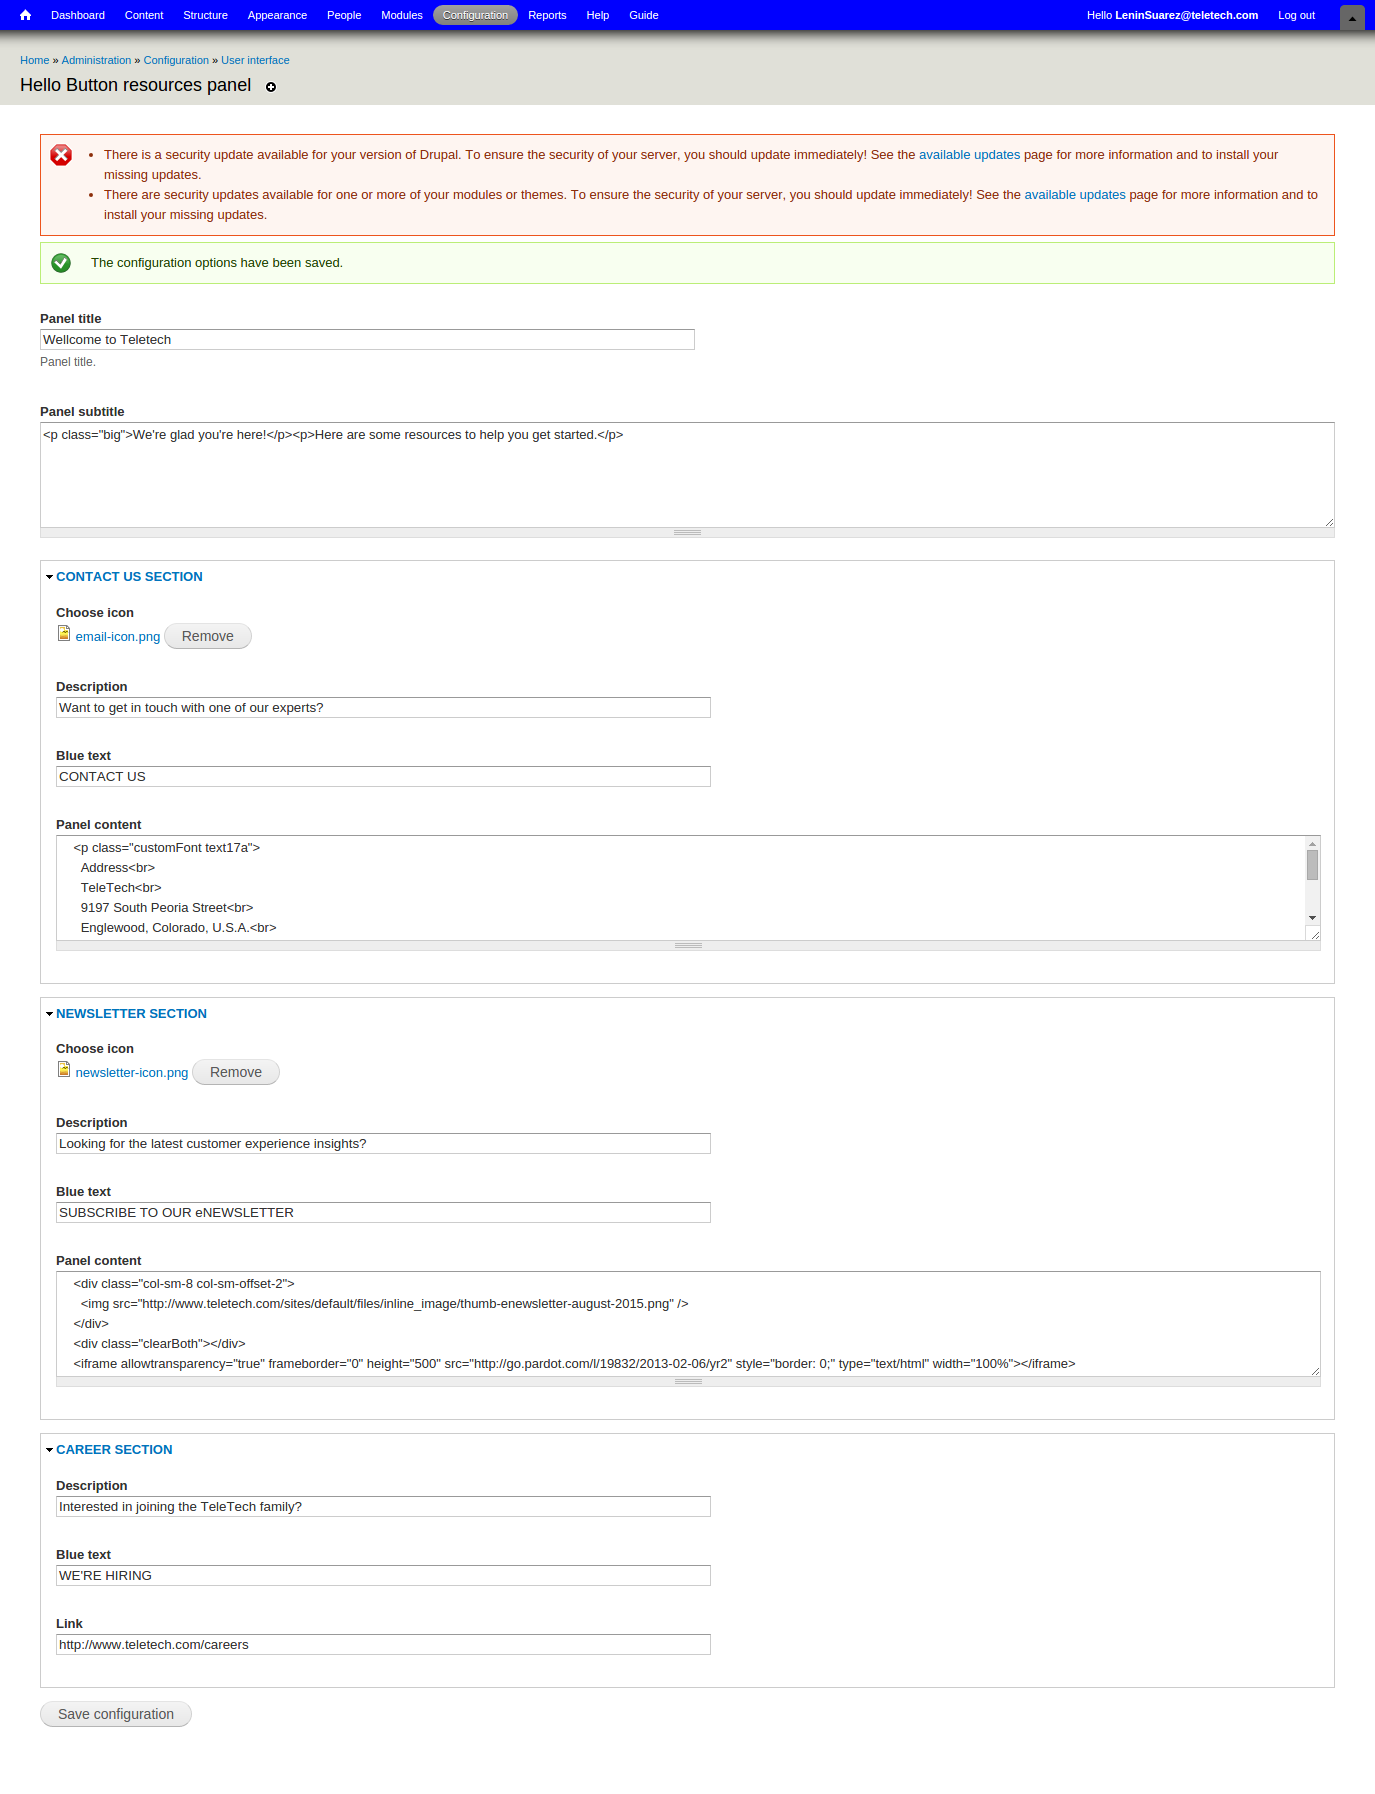 Dashboard Content Structure Appearance People Modules Configuration Reports Help Guide Hello LeninSuarez@teletech.com Log out
Home » Administration » Configuration » User interface
Hello Button resources panel
There is a security update available for your version of Drupal. To ensure the security of your server, you should update immediately! See the available updates page for more information and to install your
missing updates.
There are security updates available for one or more of your modules or themes. To ensure the security of your server, you should update immediately! See the available updates page for more information and to
install your missing updates.
The configuration options have been saved.
Panel title
Wellcome to Teletech
Panel title.
Panel subtitle
<p class="big">We're glad you're here!</p><p>Here are some resources to help you get started.</p>
CONTACT US SECTION
Choose icon
email-icon.png Remove
Description
Want to get in touch with one of our experts?
Blue text
CONTACT US
Panel content
<p class="customFont text17a">
Address<br>
TeleTech<br>
9197 South Peoria Street<br>
Englewood, Colorado, U.S.A.<br>
NEWSLETTER SECTION
Choose icon
newsletter-icon.png Remove
Description
Looking for the latest customer experience insights?
Blue text
SUBSCRIBE TO OUR eNEWSLETTER
Panel content
<div class="col-sm-8 col-sm-offset-2">
<img src="http://www.teletech.com/sites/default/files/inline_image/thumb-enewsletter-august-2015.png" />
</div>
<div class="clearBoth"></div>
<iframe allowtransparency="true" frameborder="0" height="500" src="http://go.pardot.com/l/19832/2013-02-06/yr2" style="border: 0;" type="text/html" width="100%"></iframe>
CAREER SECTION
Description
Interested in joining the TeleTech family?
Blue text
WE'RE HIRING
Link
http://www.teletech.com/careers
Save configuration